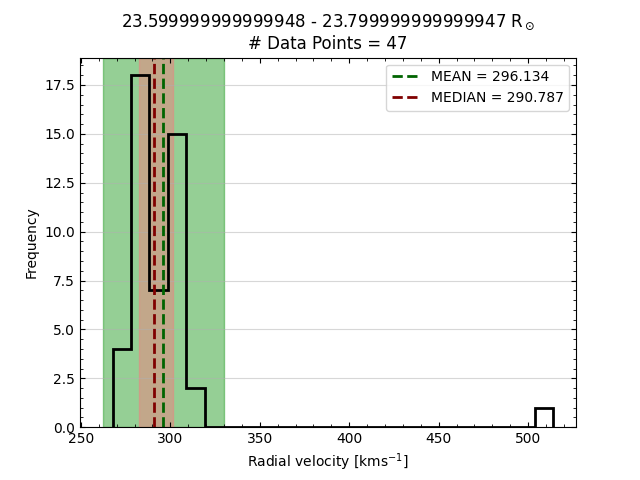 23.599999999999948 - 23.799999999999947 R⊙
# Data Points = 47
MEAN = 296.134
MEDIAN = 290.787
17.5
15.0
12.5
10.0
7.5
5.0
2.5
0.0
Frequency
250 300 350 400 450 500
Radial velocity [kms⁻¹]